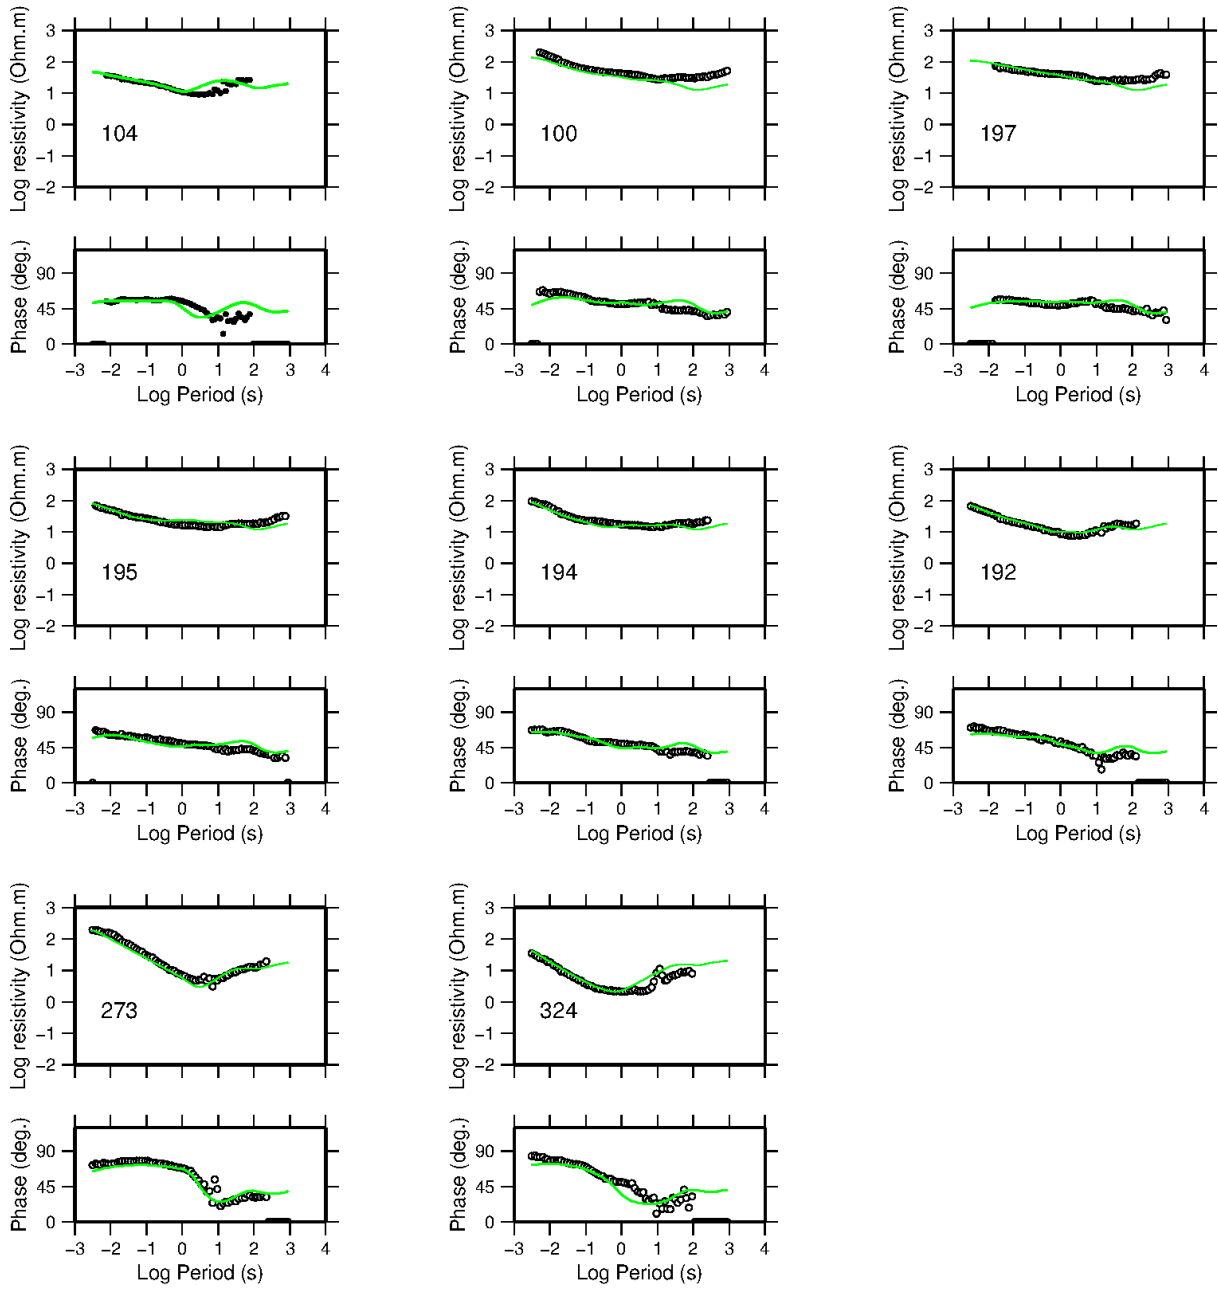 3 3 3
2 2 2
1 1 1
0 0 0
−1 −1 −1
−2 −2 −2
Log resistivity (Ohm.m) Log resistivity (Ohm.m) Log resistivity (Ohm.m)
104 100 197
90 90 90
45 45 45
0 0 0
Phase (deg.) Phase (deg.) Phase (deg.)
−3 −2 −1 0 1 2 3 4 −3 −2 −1 0 1 2 3 4 −3 −2 −1 0 1 2 3 4
Log Period (s) Log Period (s) Log Period (s)
3 3 3
2 2 2
1 1 1
0 0 0
−1 −1 −1
−2 −2 −2
Log resistivity (Ohm.m) Log resistivity (Ohm.m) Log resistivity (Ohm.m)
195 194 192
90 90 90
45 45 45
0 0 0
Phase (deg.) Phase (deg.) Phase (deg.)
−3 −2 −1 0 1 2 3 4 −3 −2 −1 0 1 2 3 4 −3 −2 −1 0 1 2 3 4
Log Period (s) Log Period (s) Log Period (s)
3 3
2 2
1 1
0 0
−1 −1
−2 −2
Log resistivity (Ohm.m) Log resistivity (Ohm.m)
273 324
90 90
45 45
0 0
Phase (deg.) Phase (deg.)
−3 −2 −1 0 1 2 3 4 −3 −2 −1 0 1 2 3 4
Log Period (s) Log Period (s)